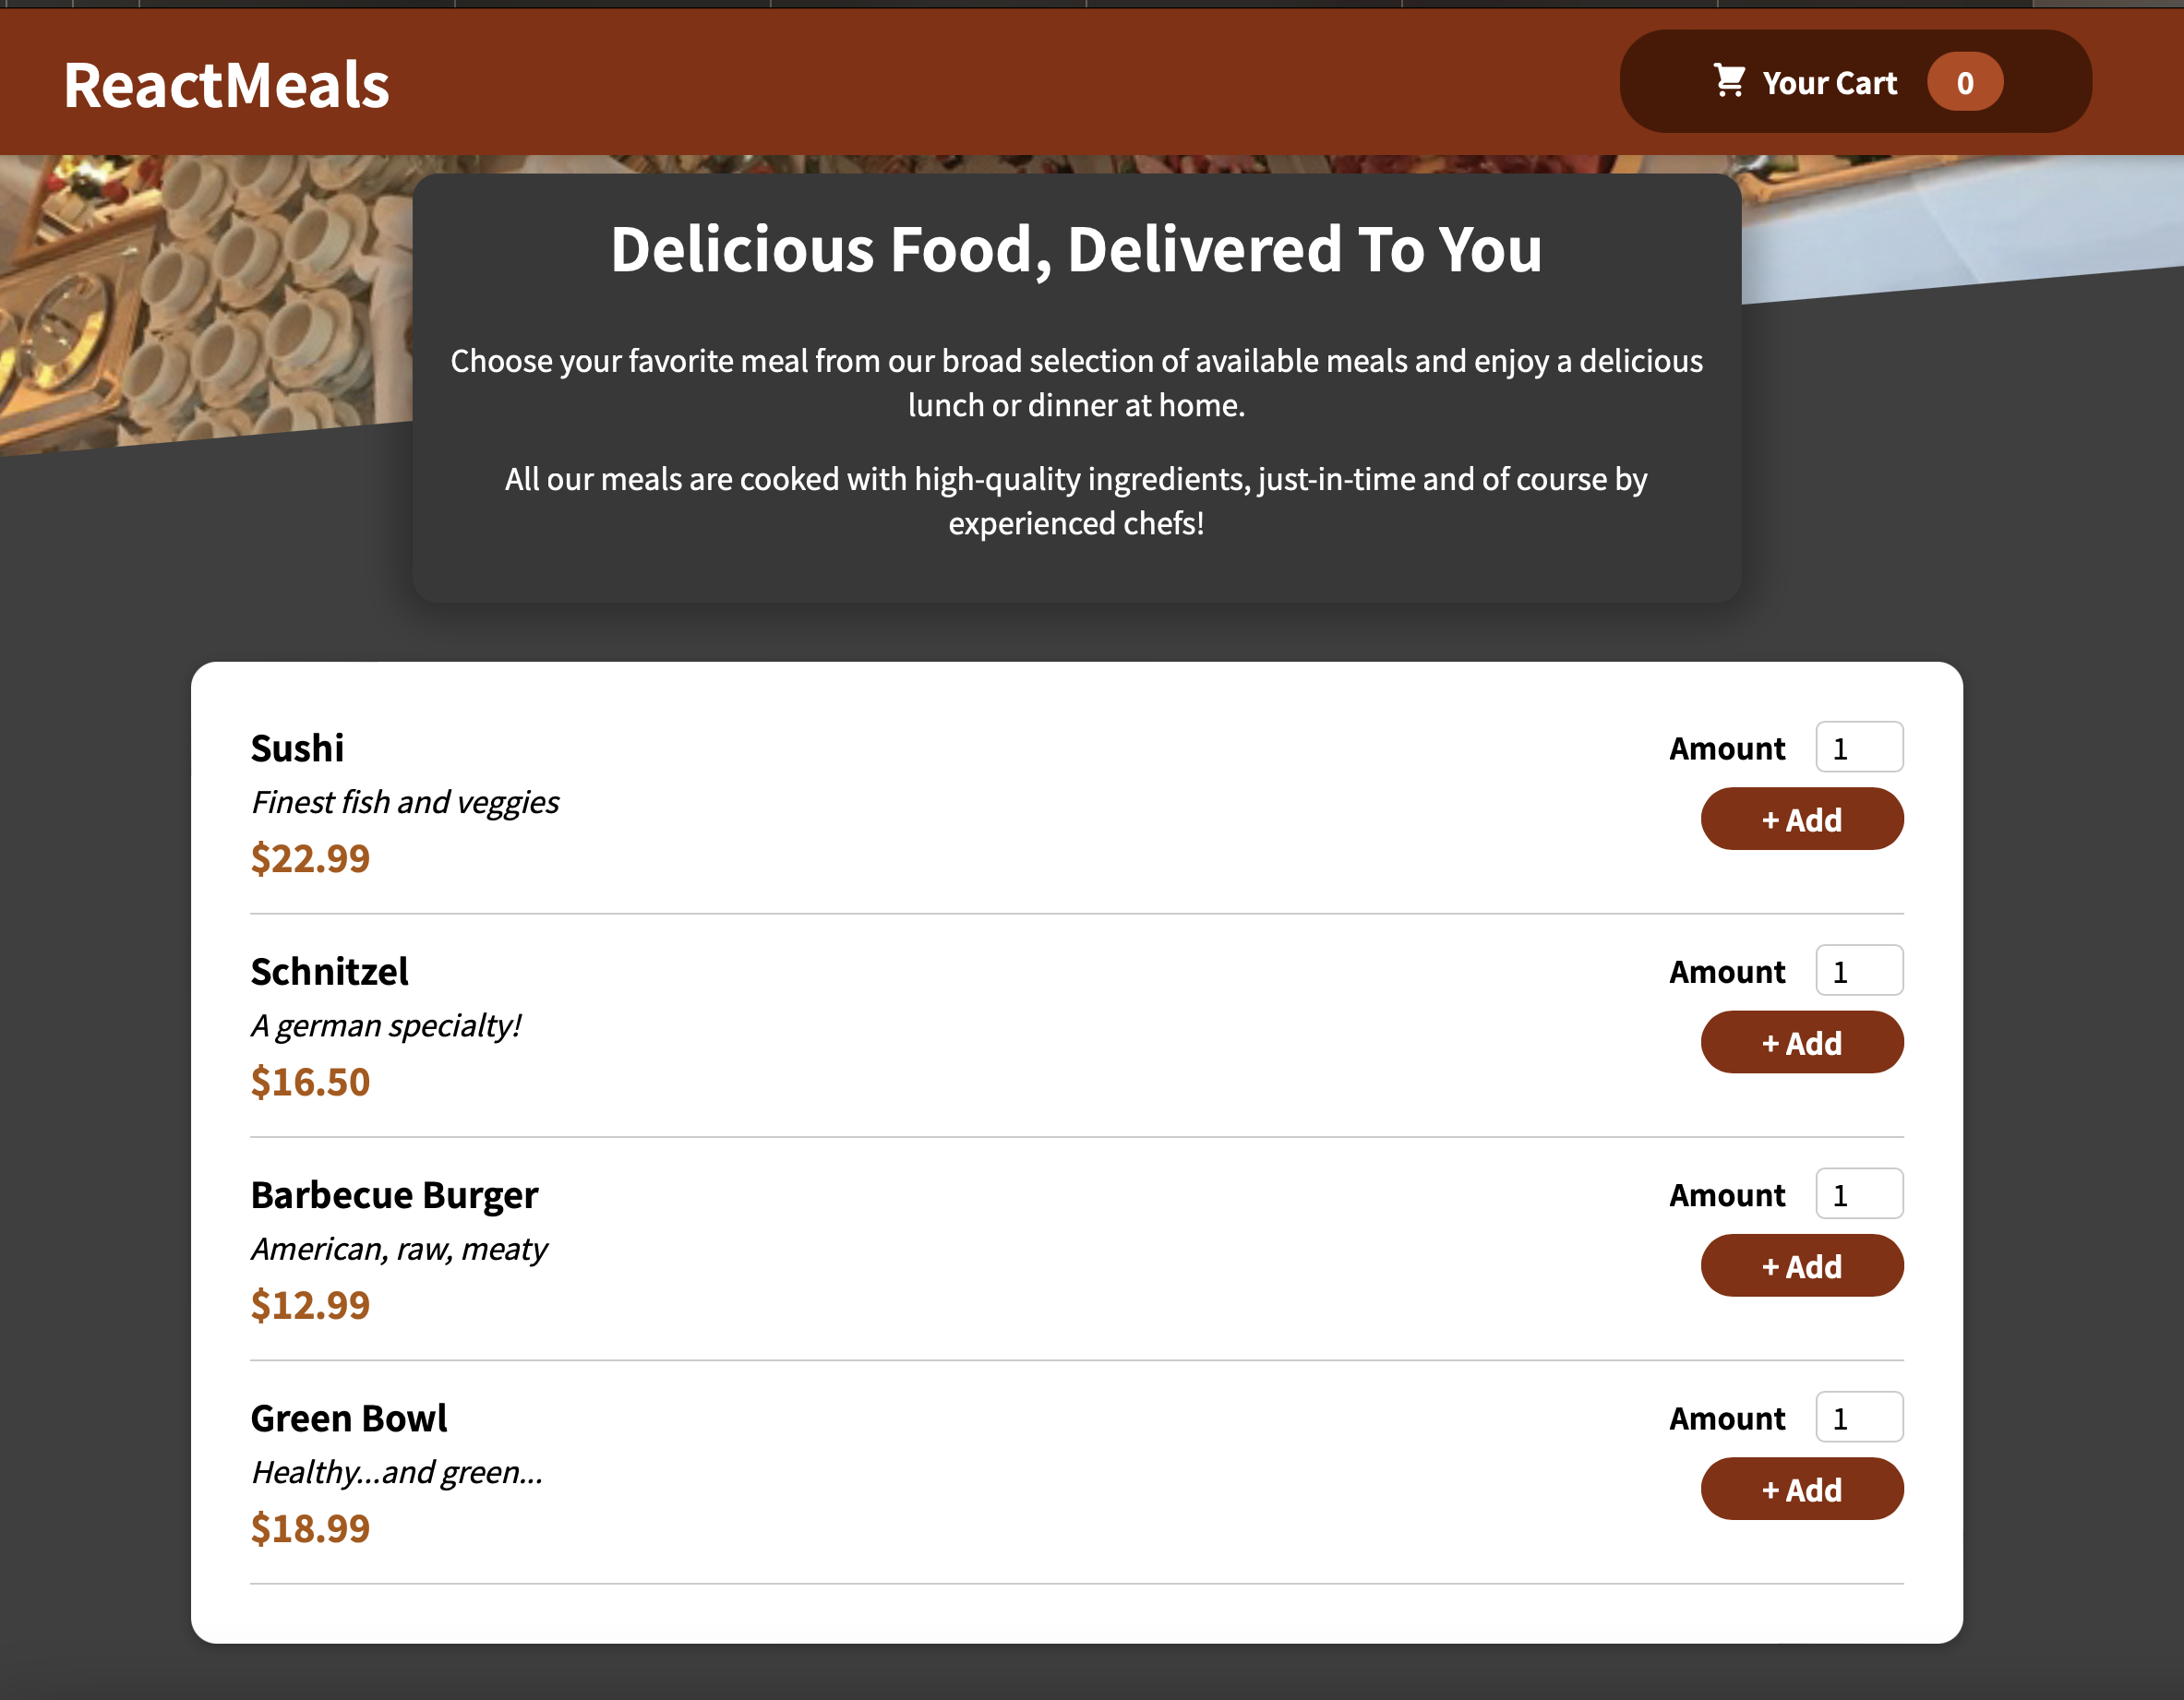 ReactMeals
Your Cart 0
Delicious Food, Delivered To You
Choose your favorite meal from our broad selection of available meals and enjoy a delicious
lunch or dinner at home.
All our meals are cooked with high-quality ingredients, just-in-time and of course by
experienced chefs!
Sushi
Finest fish and veggies
$22.99
Amount 1
+ Add
Schnitzel
A german specialty!
$16.50
Amount 1
+ Add
Barbecue Burger
American, raw, meaty
$12.99
Amount 1
+ Add
Green Bowl
Healthy...and green...
$18.99
Amount 1
+ Add